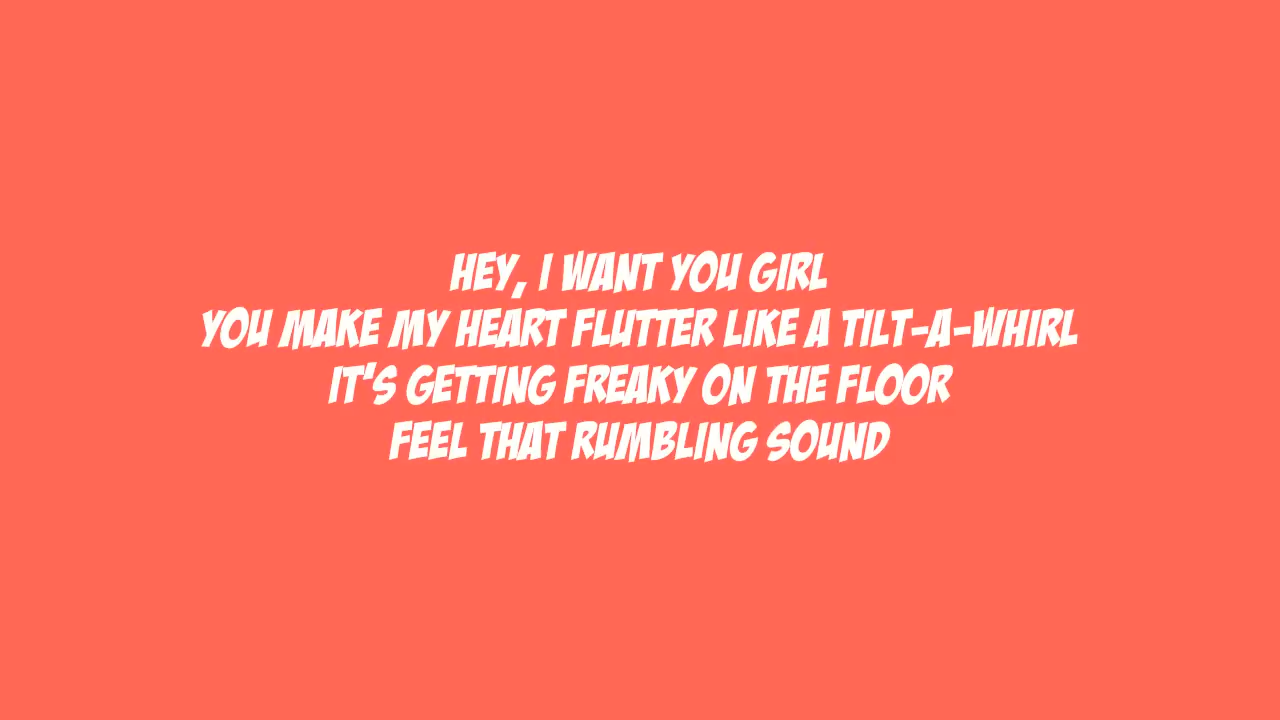 HEY, I WANT YOU GIRL
YOU MAKE MY HEART FLUTTER LIKE A TILT-A-WHIRL
IT'S GETTING FREAKY ON THE FLOOR
FEEL THAT RUMBLING SOUND